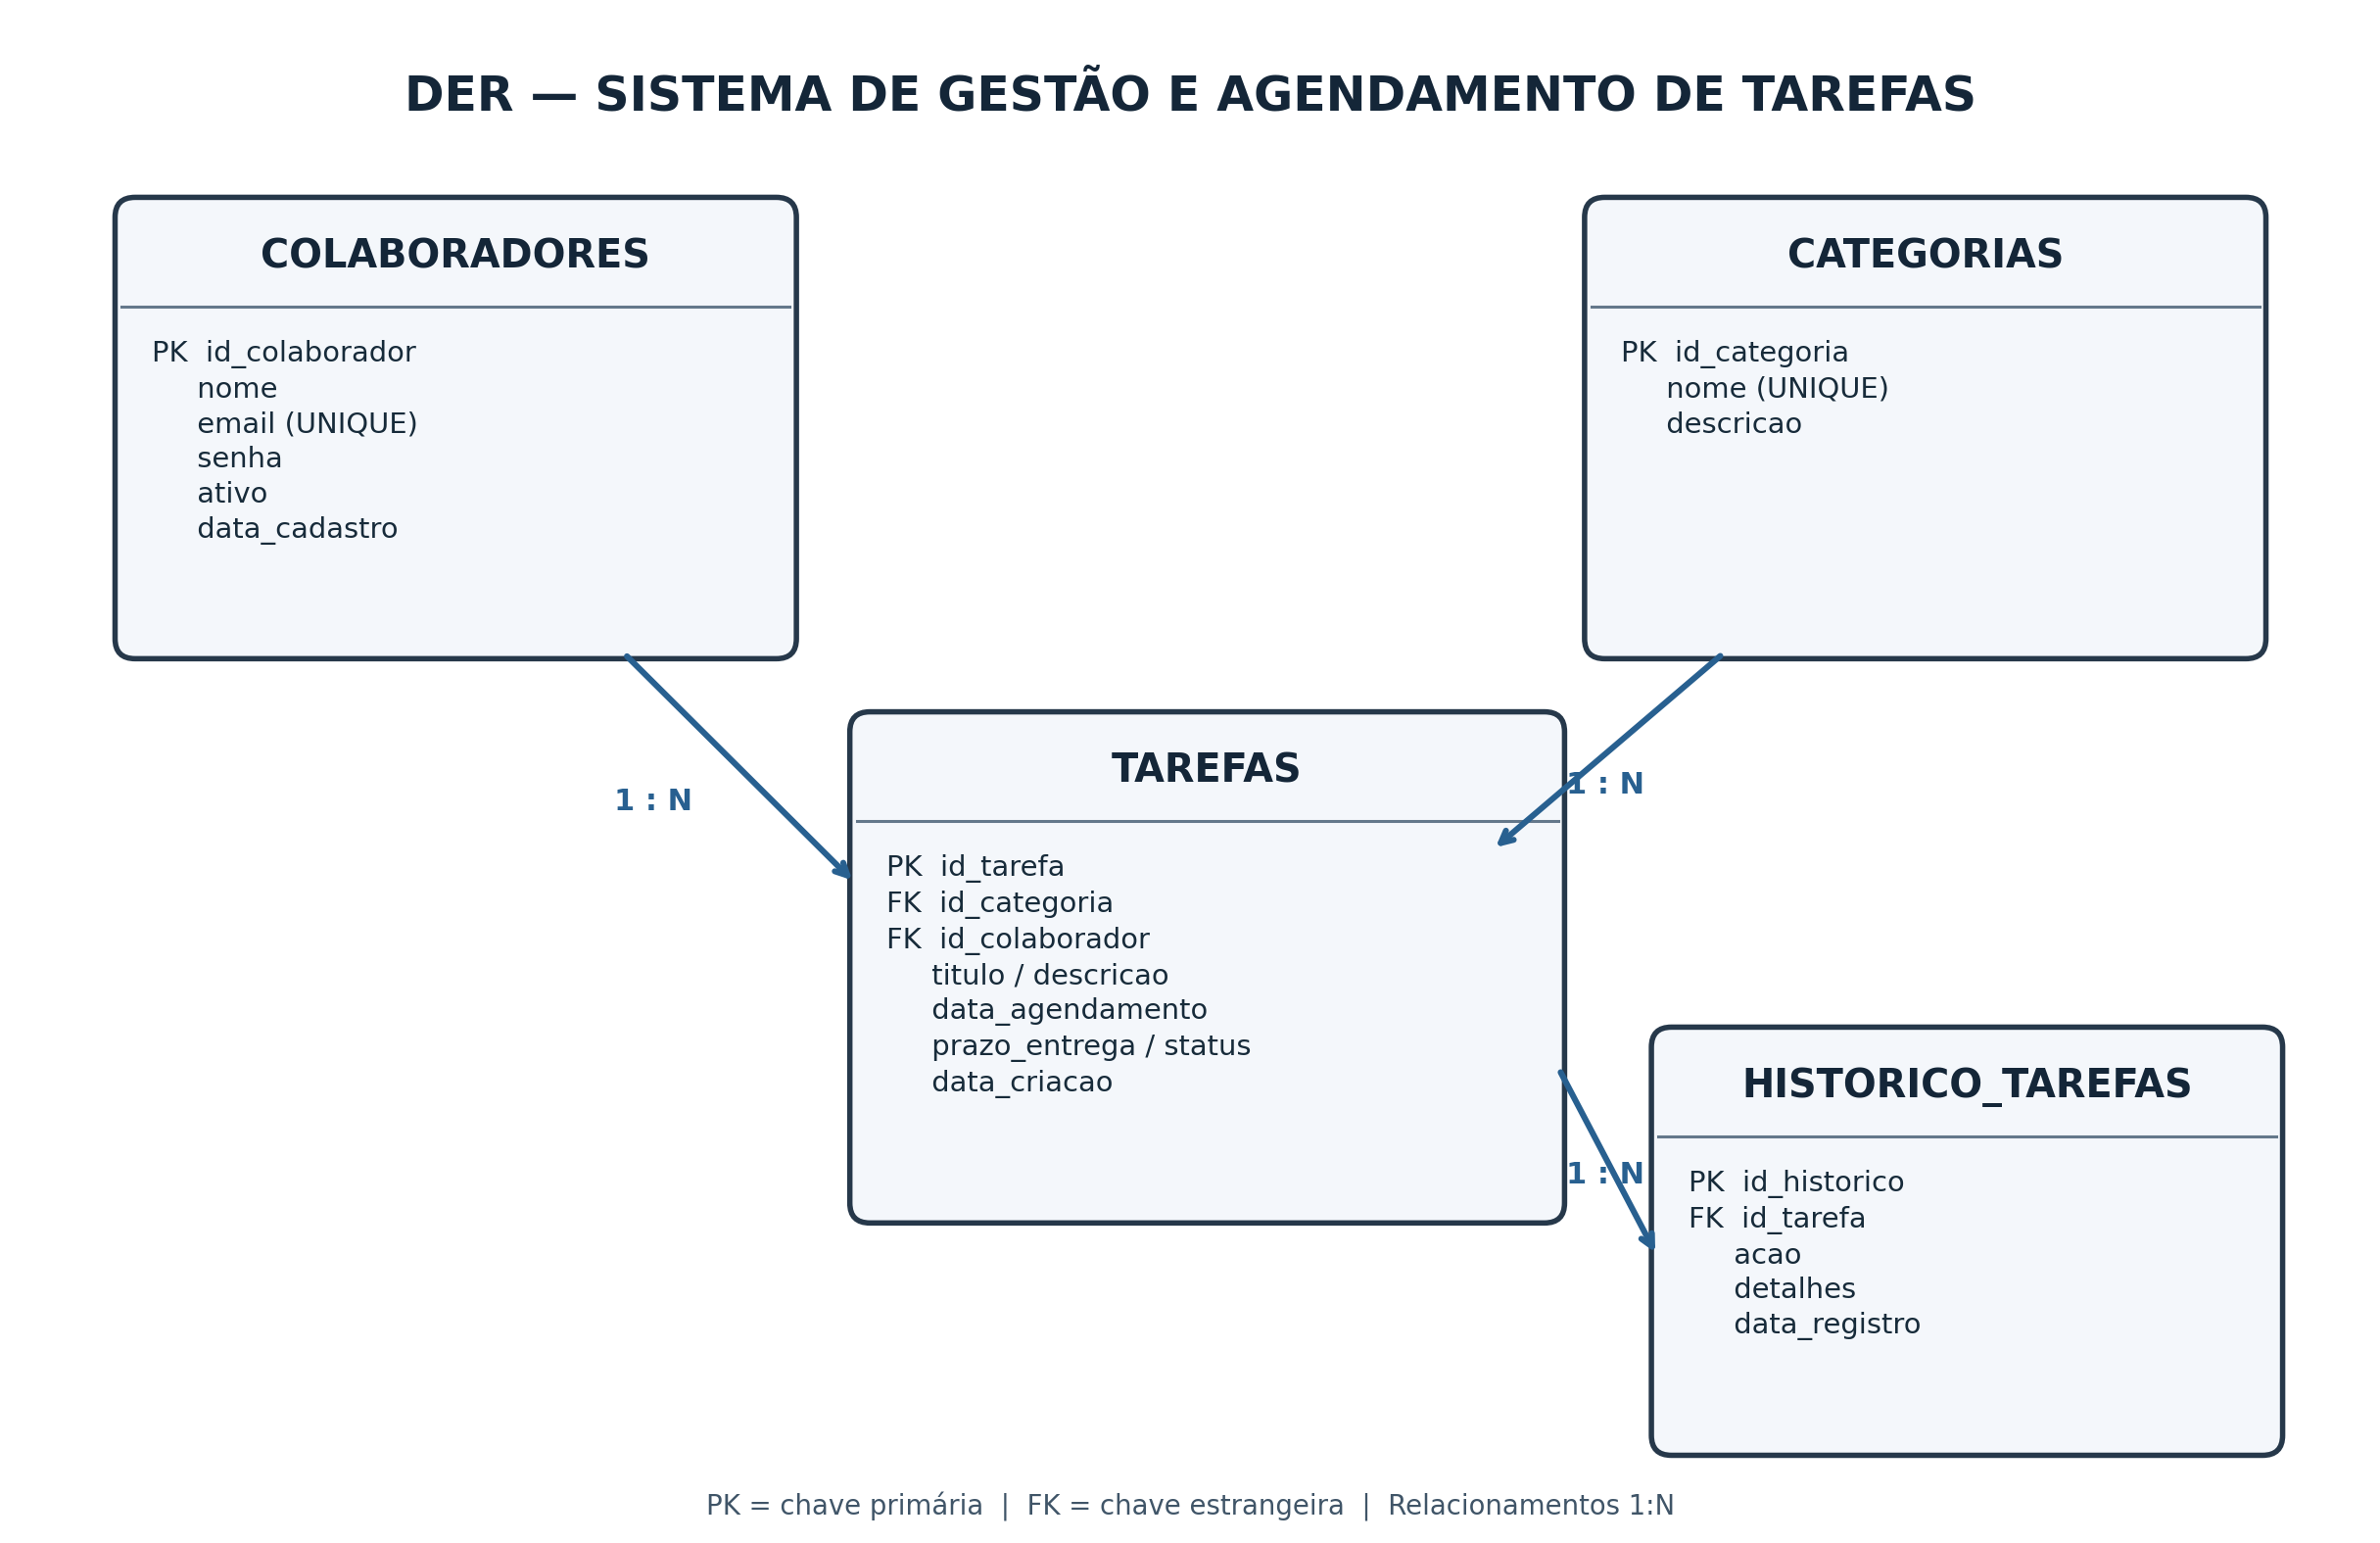 DER — SISTEMA DE GESTÃO E AGENDAMENTO DE TAREFAS
COLABORADORES
PK id_colaborador
nome
email (UNIQUE)
senha
ativo
data_cadastro
CATEGORIAS
PK id_categoria
nome (UNIQUE)
descricao
1 : N
1 : N
TAREFAS
PK id_tarefa
FK id_categoria
FK id_colaborador
titulo / descricao
data_agendamento
prazo_entrega / status
data_criacao
1 : N
HISTORICO_TAREFAS
PK id_historico
FK id_tarefa
acao
detalhes
data_registro
PK = chave primária | FK = chave estrangeira | Relacionamentos 1:N